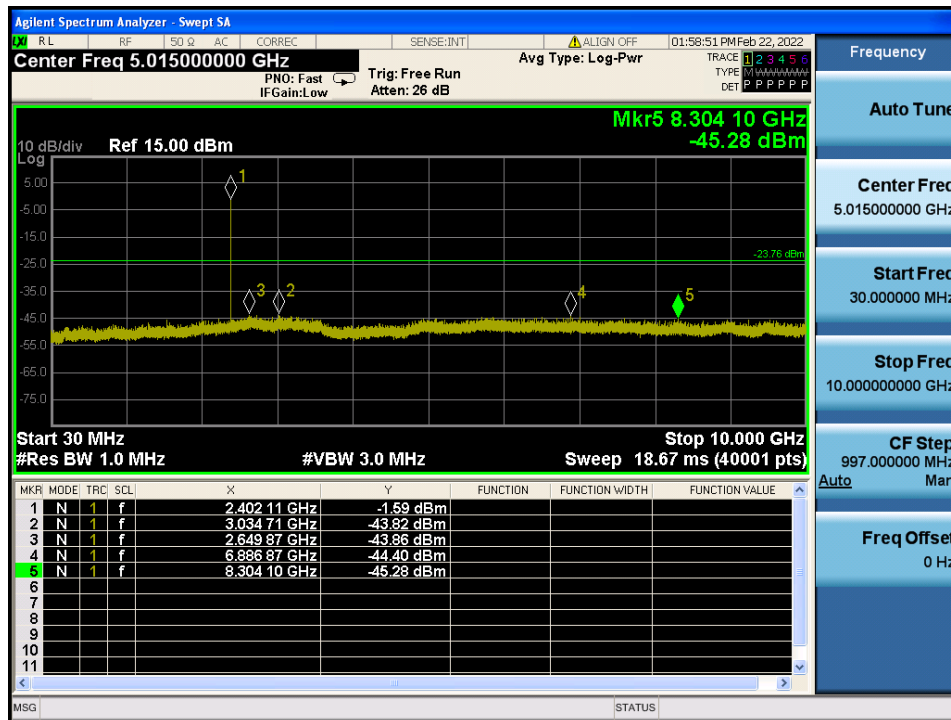 Agilent Spectrum Analyzer - Swept SA
LXI RL RF 50 Ω AC CORREC SENSE:INT ALIGN OFF 01:58:51 PM Feb 22, 2022
Center Freq 5.015000000 GHz
PNO: Fast
IFGain:Low
Trig: Free Run
Atten: 26 dB
Avg Type: Log-Pwr
TRACE 1 2 3 4 5 6
TYPE M WWWWW
DET P P P P P P
Mkr5 8.304 10 GHz
-45.28 dBm
10 dB/div
Log
Ref 15.00 dBm
5.00
-5.00
-15.0
-25.0
-35.0
-45.0
-55.0
-65.0
-75.0
1
3
2
4
5
-23.76 dBm
Start 30 MHz
#Res BW 1.0 MHz
#VBW 3.0 MHz
Stop 10.000 GHz
Sweep 18.67 ms (40001 pts)
MKR MODE TRC SCL X Y FUNCTION FUNCTION WIDTH FUNCTION VALUE
1 N 1 f 2.402 11 GHz -1.59 dBm
2 N 1 f 3.034 71 GHz -43.82 dBm
3 N 1 f 2.649 87 GHz -43.86 dBm
4 N 1 f 6.886 87 GHz -44.40 dBm
5 N 1 f 8.304 10 GHz -45.28 dBm
6
7
8
9
10
11
MSG
STATUS
Frequency
Auto Tune
Center Freq
5.015000000 GHz
Start Freq
30.000000 MHz
Stop Freq
10.000000000 GHz
CF Step
997.000000 MHz
Auto Man
Freq Offset
0 Hz